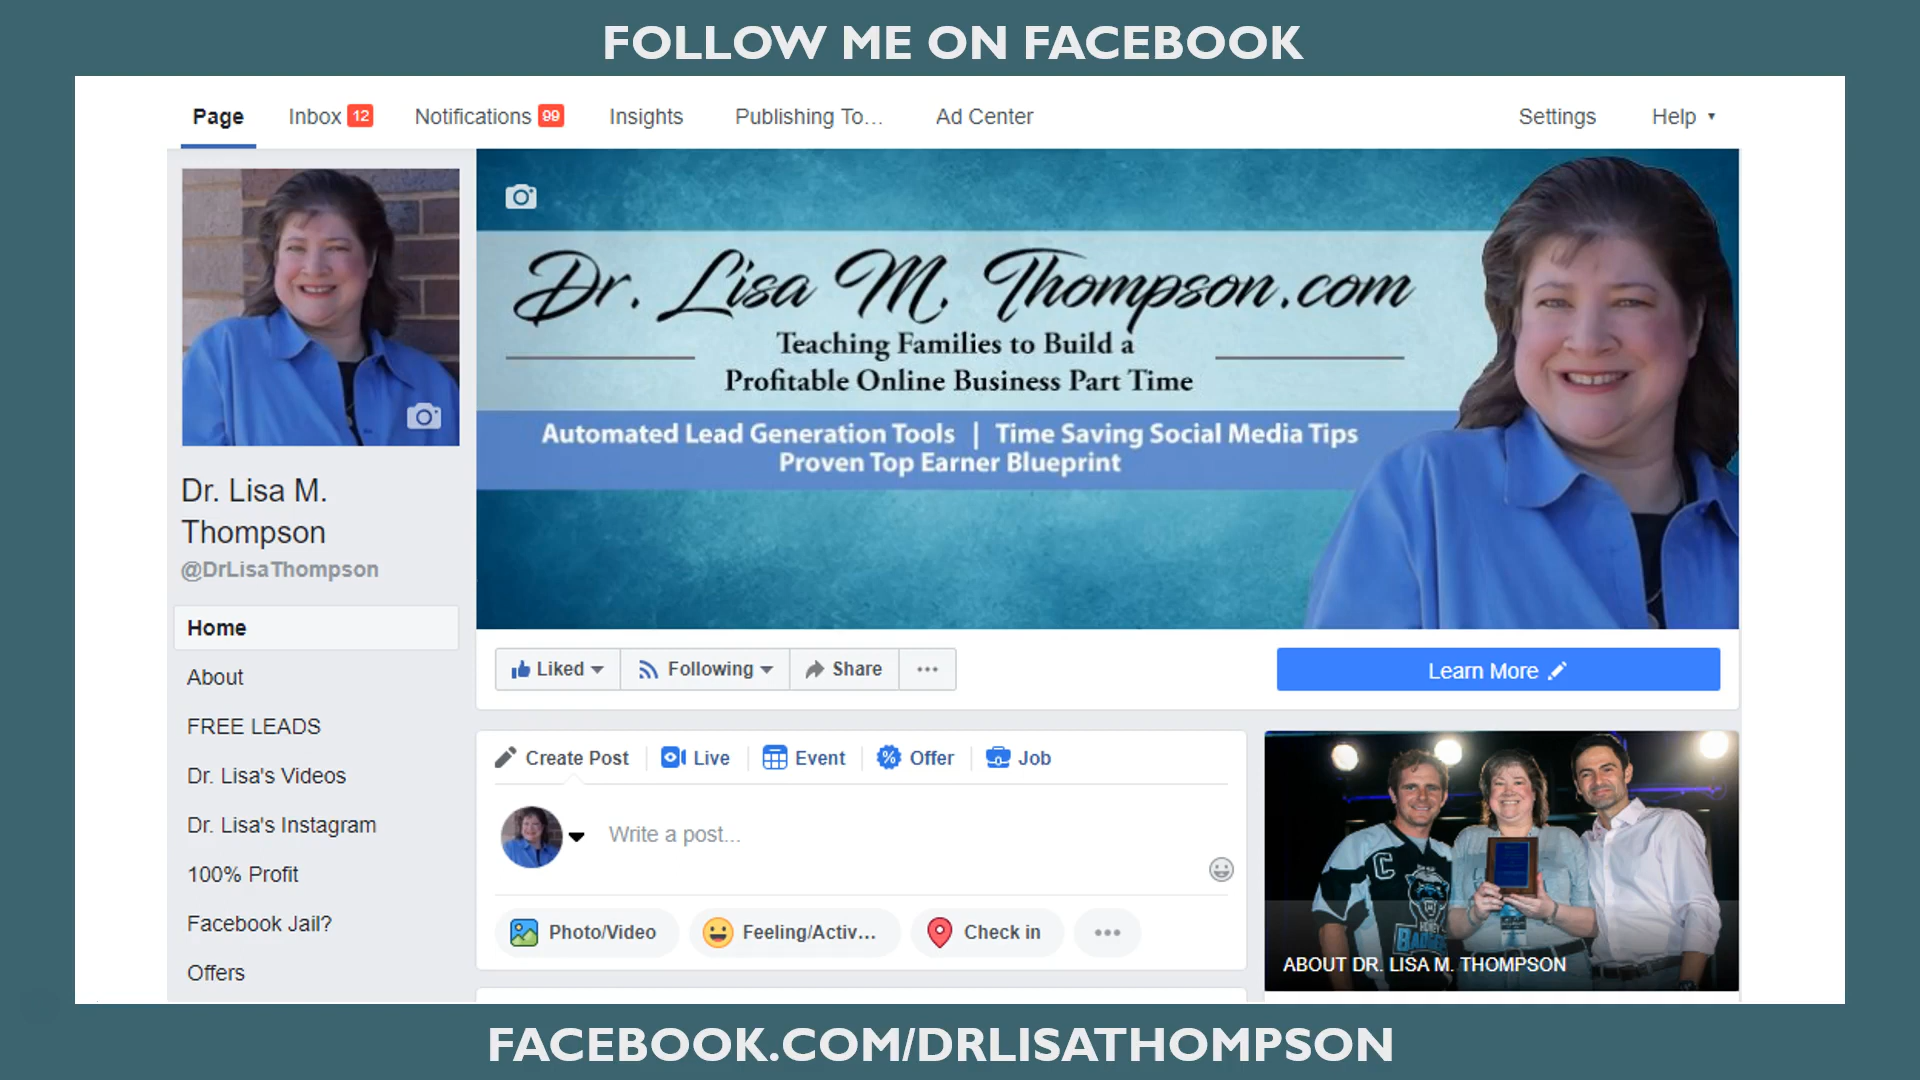 FOLLOW ME ON FACEBOOK
Page Inbox 12 Notifications 99 Insights Publishing To... Ad Center Settings Help
Dr. Lisa M. Thompson.com
Teaching Families to Build a
Profitable Online Business Part Time
Automated Lead Generation Tools | Time Saving Social Media Tips
Proven Top Earner Blueprint
Dr. Lisa M.
Thompson
@DrLisaThompson
Home
About
FREE LEADS
Dr. Lisa's Videos
Dr. Lisa's Instagram
100% Profit
Facebook Jail?
Offers
Liked Following Share ... Learn More
Create Post Live Event Offer Job
Write a post...
Photo/Video Feeling/Activ... Check in ...
C
HONEY
BADGERS
ABOUT DR. LISA M. THOMPSON
FACEBOOK.COM/DRLISATHOMPSON